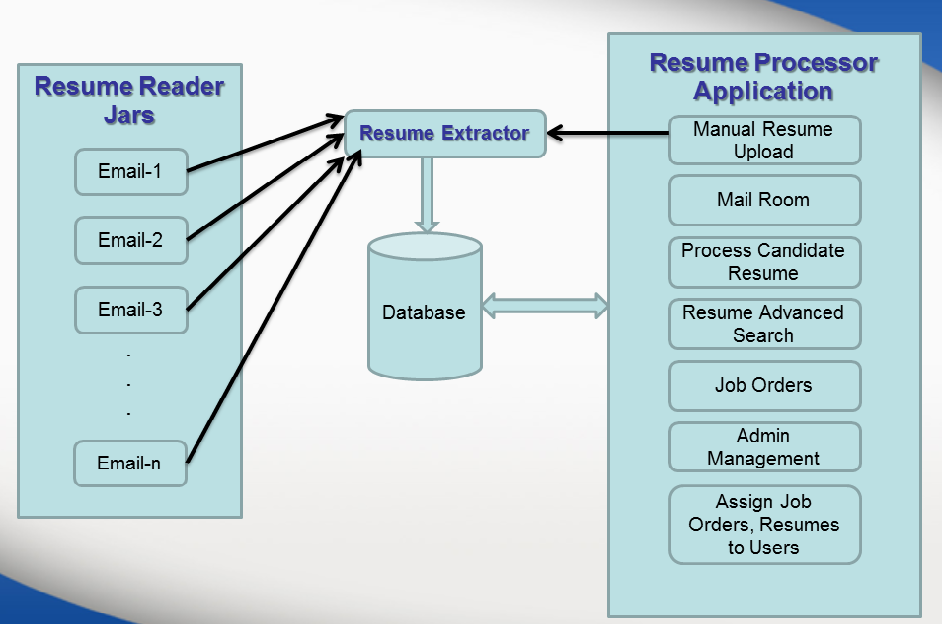 Resume Reader
Jars
Email-1
Email-2
Email-3
.
.
.
Email-n
Resume Extractor
Database
Resume Processor
Application
Manual Resume
Upload
Mail Room
Process Candidate
Resume
Resume Advanced
Search
Job Orders
Admin
Management
Assign Job
Orders, Resumes
to Users